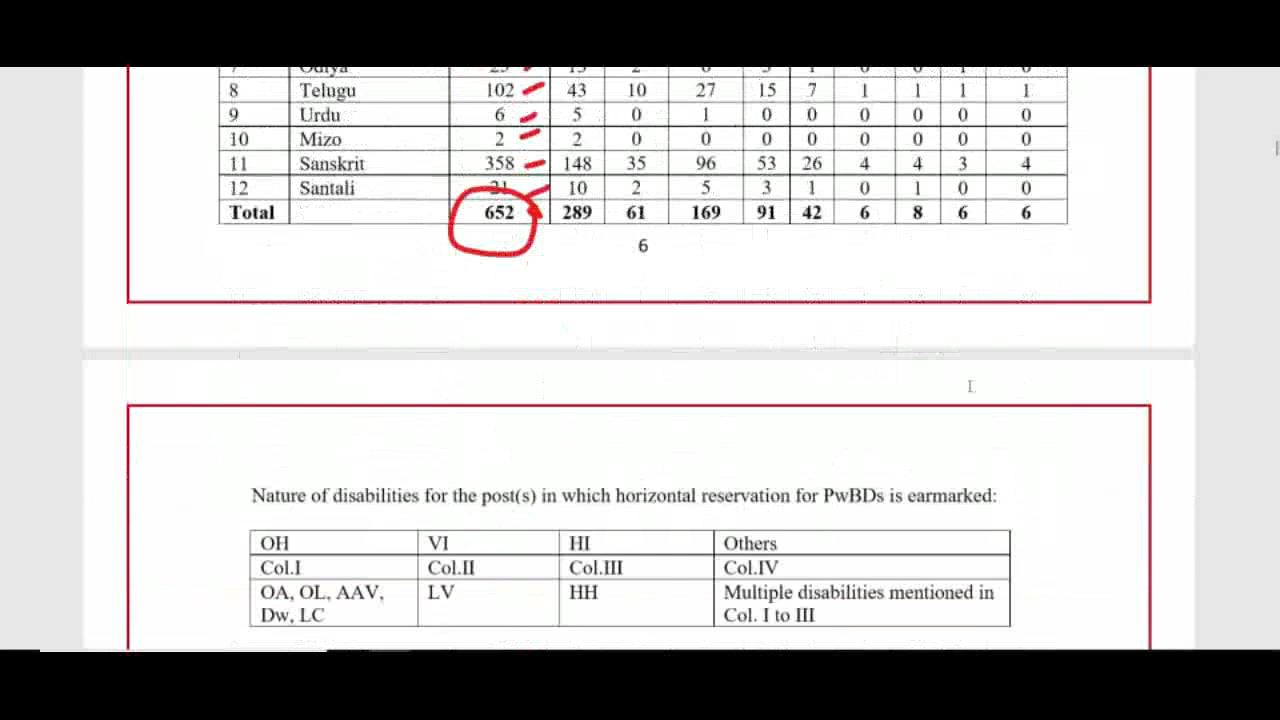 8 Telugu 102 43 10 27 15 7 1 1 1 1
9 Urdu 6 5 0 1 0 0 0 0 0 0
10 Mizo 2 2 0 0 0 0 0 0 0 0
11 Sanskrit 358 148 35 96 53 26 4 4 3 4
12 Santali 21 10 2 5 3 1 0 1 0 0
Total 652 289 61 169 91 42 6 8 6 6
6
Nature of disabilities for the post(s) in which horizontal reservation for PwBDs is earmarked:
OH VI HI Others
Col.I Col.II Col.III Col.IV
OA, OL, AAV, LV HH Multiple disabilities mentioned in
Dw, LC Col. I to III